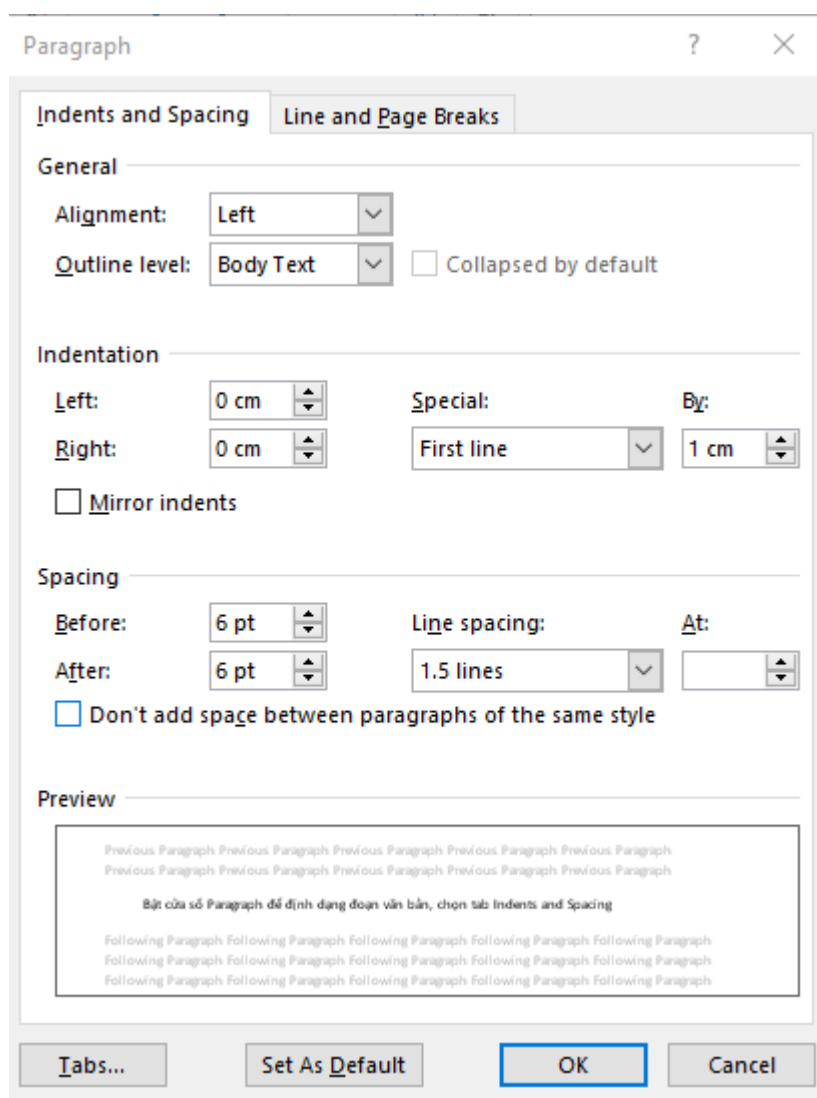 Paragraph ? ×
Indents and Spacing Line and Page Breaks
General
Alignment: Left
Outline level: Body Text Collapsed by default
Indentation
Left: 0 cm Special: By:
Right: 0 cm First line 1 cm
Mirror indents
Spacing
Before: 6 pt Line spacing: At:
After: 6 pt 1.5 lines
Don't add space between paragraphs of the same style
Preview
Previous Paragraph Previous Paragraph Previous Paragraph Previous Paragraph Previous Paragraph
Previous Paragraph Previous Paragraph Previous Paragraph Previous Paragraph Previous Paragraph
Bật cửa sổ Paragraph để định dạng đoạn văn bản, chọn tab Indents and Spacing
Following Paragraph Following Paragraph Following Paragraph Following Paragraph Following Paragraph
Following Paragraph Following Paragraph Following Paragraph Following Paragraph Following Paragraph
Following Paragraph Following Paragraph Following Paragraph Following Paragraph Following Paragraph
Tabs... Set As Default OK Cancel